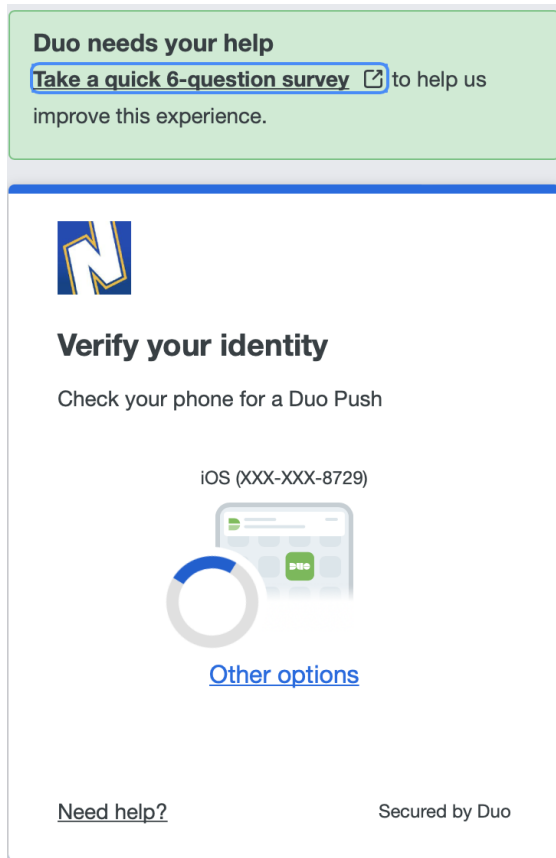 Duo needs your help
Take a quick 6-question survey to help us
improve this experience.
N
Verify your identity
Check your phone for a Duo Push
iOS (XXX-XXX-8729)
DUO
Other options
Need help?
Secured by Duo